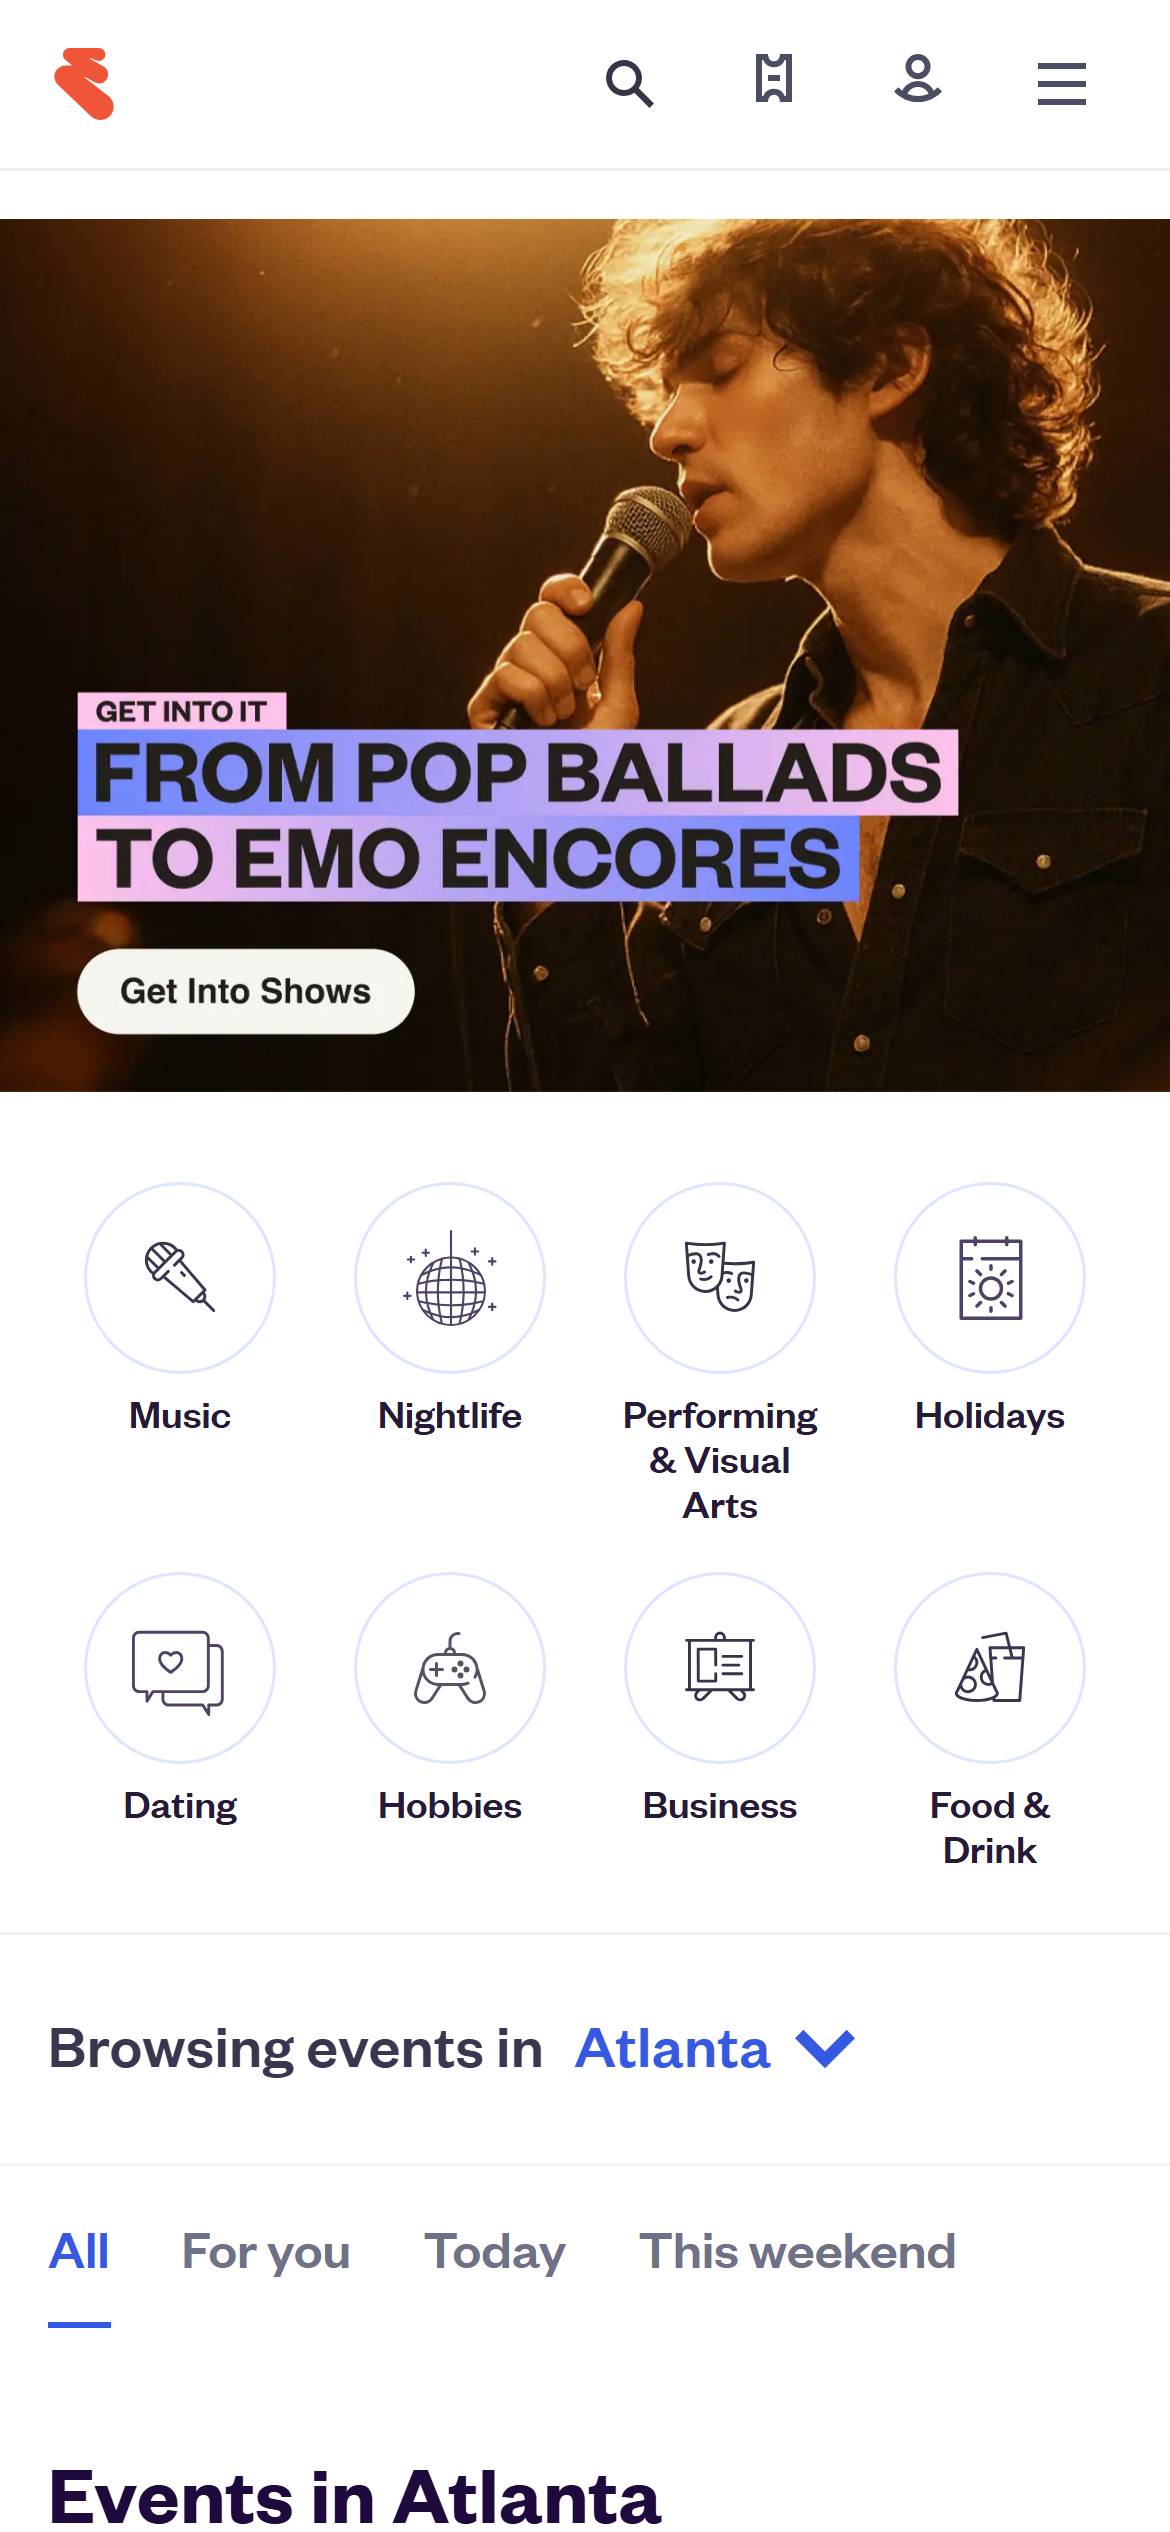 GET INTO IT
FROM POP BALLADS
TO EMO ENCORES
Get Into Shows
Music
Nightlife
Performing
& Visual
Arts
Holidays
Dating
Hobbies
Business
Food &
Drink
Browsing events in Atlanta
All For you Today This weekend
Events in Atlanta